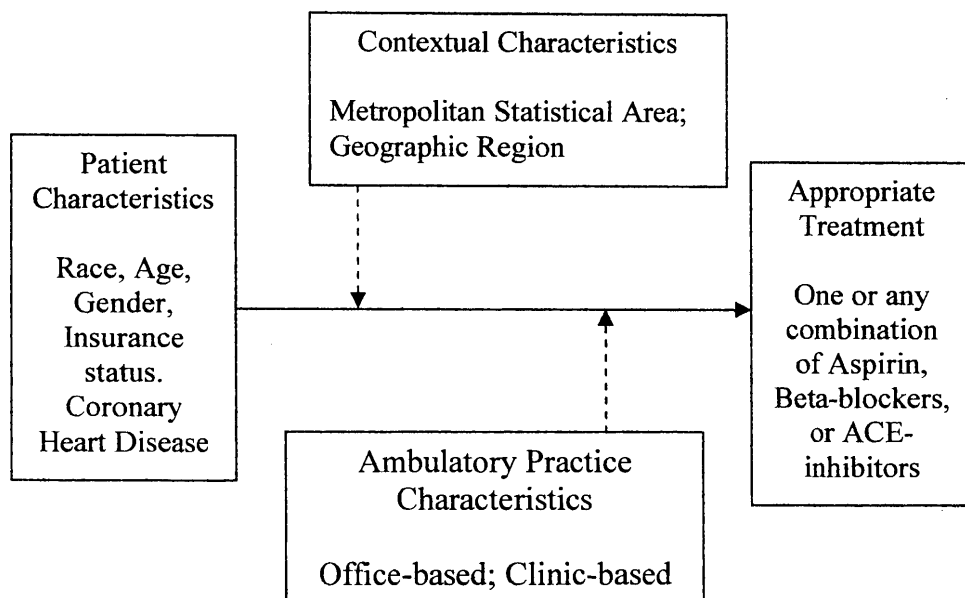 Contextual Characteristics
Metropolitan Statistical Area;
Geographic Region
Patient
Characteristics
Race, Age,
Gender,
Insurance
status.
Coronary
Heart Disease
Appropriate
Treatment
One or any
combination
of Aspirin,
Beta-blockers,
or ACE-
inhibitors
Ambulatory Practice
Characteristics
Office-based; Clinic-based